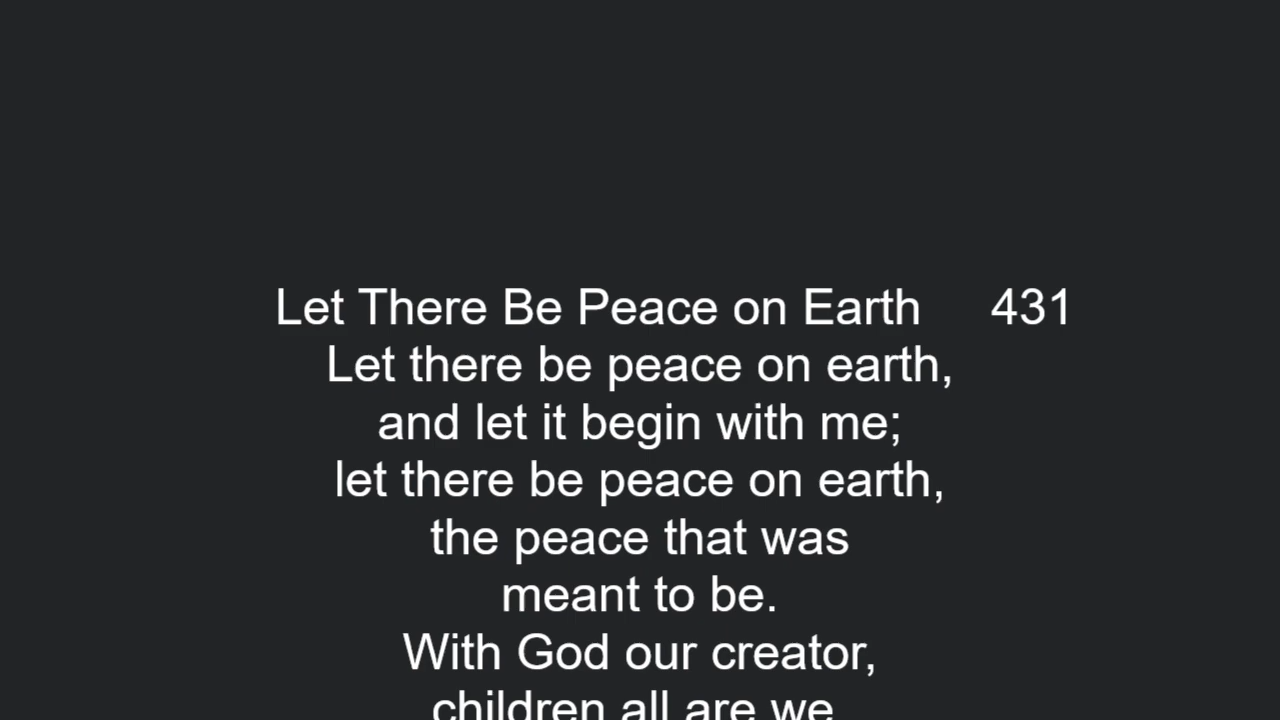 Let There Be Peace on Earth 431
Let there be peace on earth,
and let it begin with me;
let there be peace on earth,
the peace that was
meant to be.
With God our creator,
children all are we